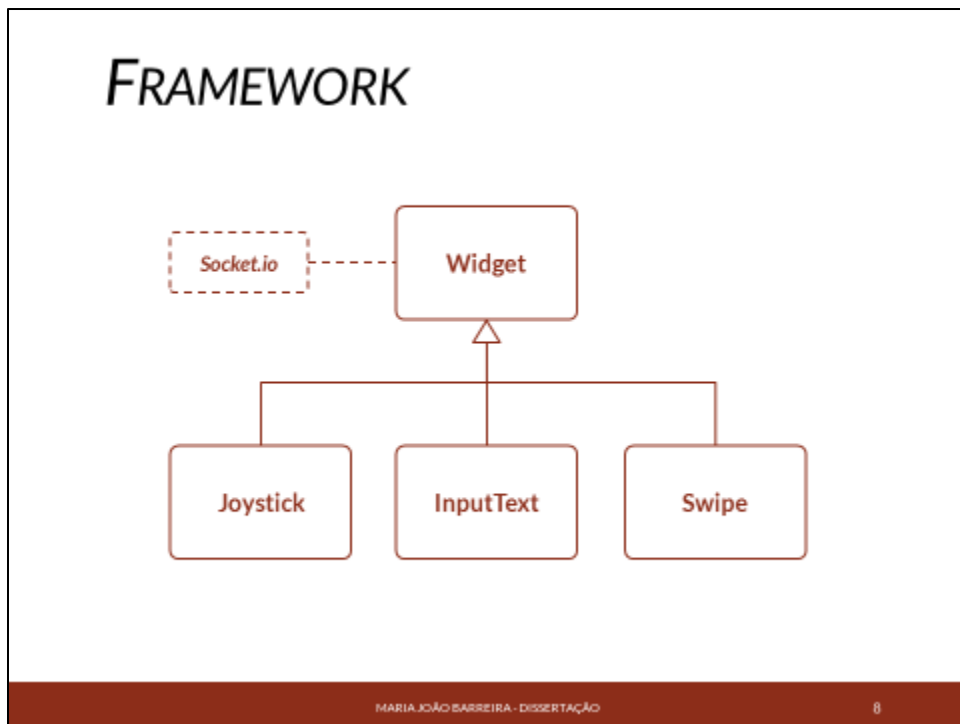 FRAMEWORK
Socket.io
Widget
Joystick
InputText
Swipe
MARIA JOÃO BARREIRA - DISSERTAÇÃO
8